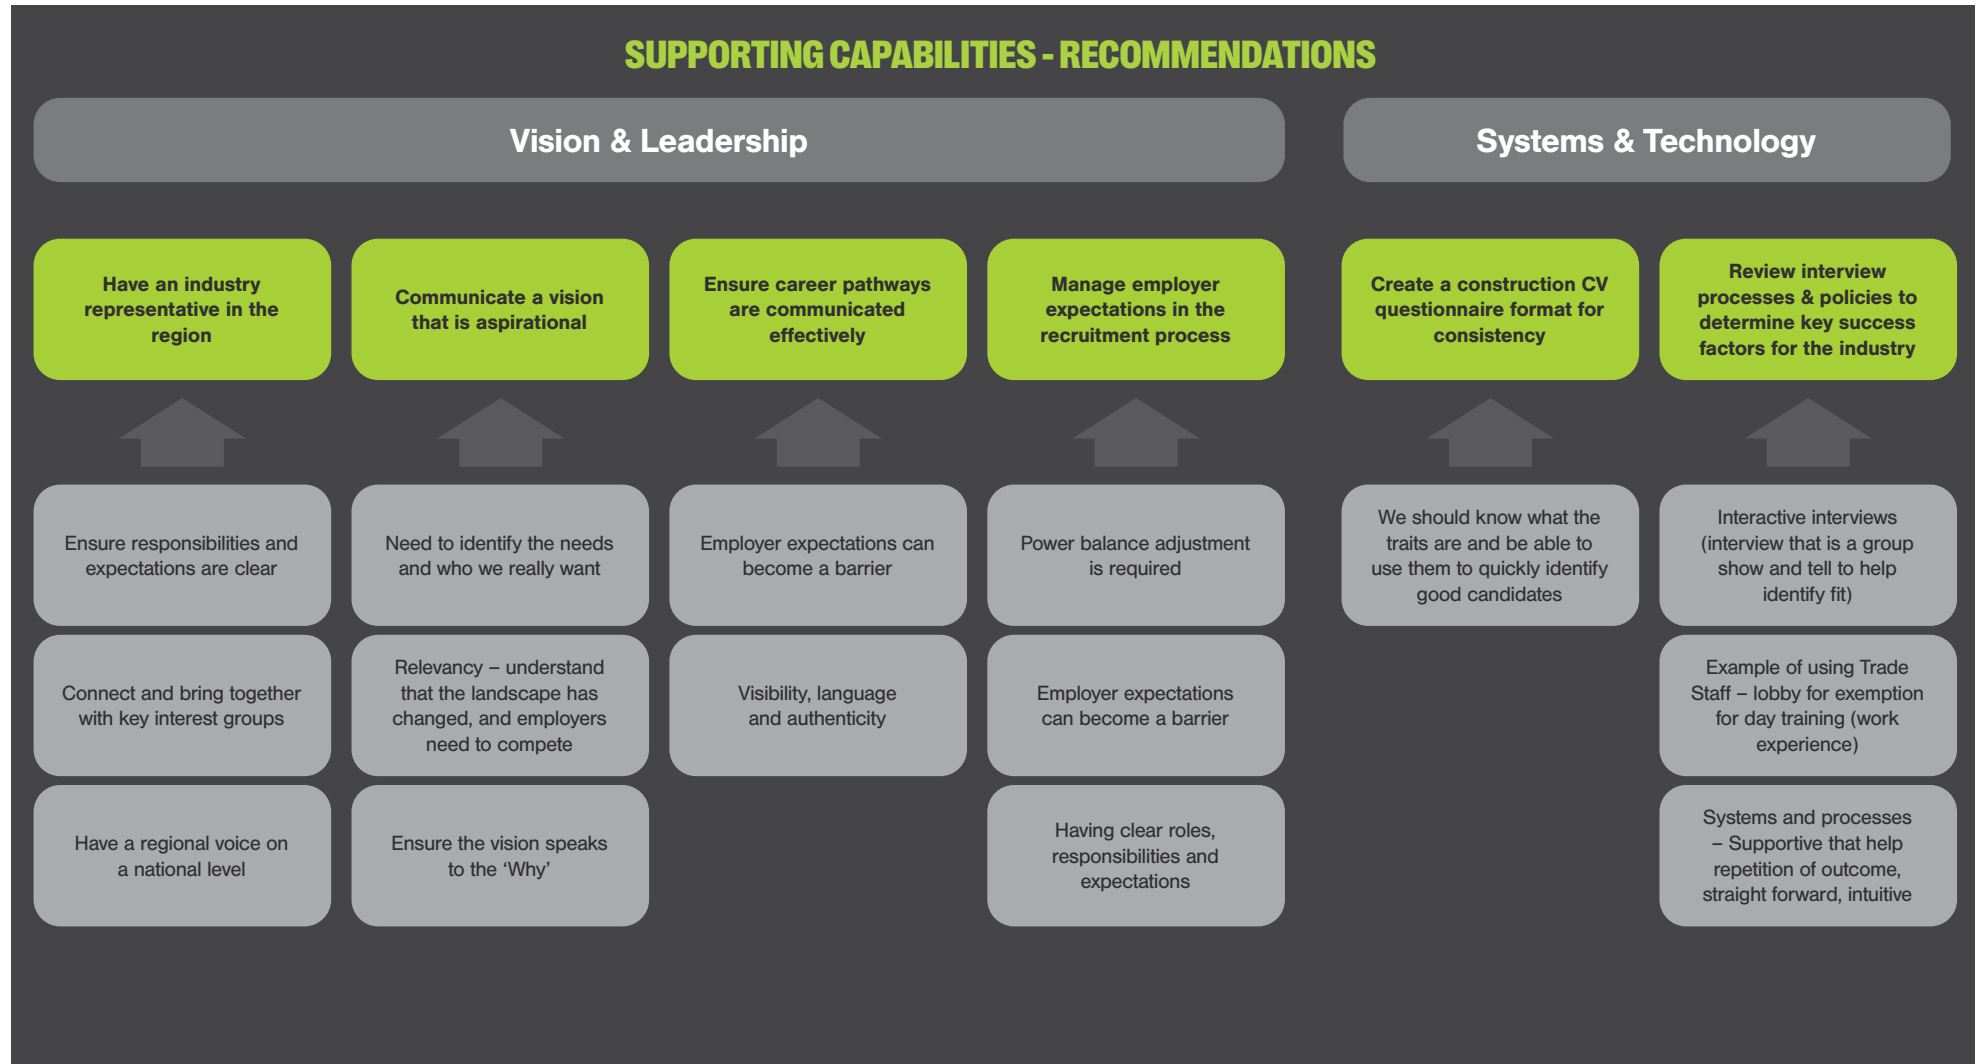 SUPPORTING CAPABILITIES - RECOMMENDATIONS
Vision & Leadership
Have an industry
representative in the
region
Ensure responsibilities and
expectations are clear
Connect and bring together
with key interest groups
Have a regional voice on
a national level
Communicate a vision
that is aspirational
Need to identify the needs
and who we really want
Relevancy – understand
that the landscape has
changed, and employers
need to compete
Ensure the vision speaks
to the ‘Why’
Ensure career pathways
are communicated
effectively
Employer expectations can
become a barrier
Visibility, language
and authenticity
Manage employer
expectations in the
recruitment process
Power balance adjustment
is required
Employer expectations
can become a barrier
Having clear roles,
responsibilities and
expectations
Systems & Technology
Create a construction CV
questionnaire format for
consistency
We should know what the
traits are and be able to
use them to quickly identify
good candidates
Review interview
processes & policies to
determine key success
factors for the industry
Interactive interviews
(interview that is a group
show and tell to help
identify fit)
Example of using Trade
Staff – lobby for exemption
for day training (work
experience)
Systems and processes
– Supportive that help
repetition of outcome,
straight forward, intuitive